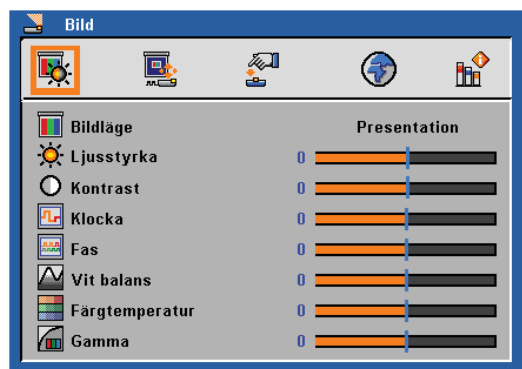 Bild
Bildläge Presentation
Ljusstyrka 0
Kontrast 0
Klocka 0
Fas 0
Vit balans 0
Färgtemperatur 0
Gamma 0